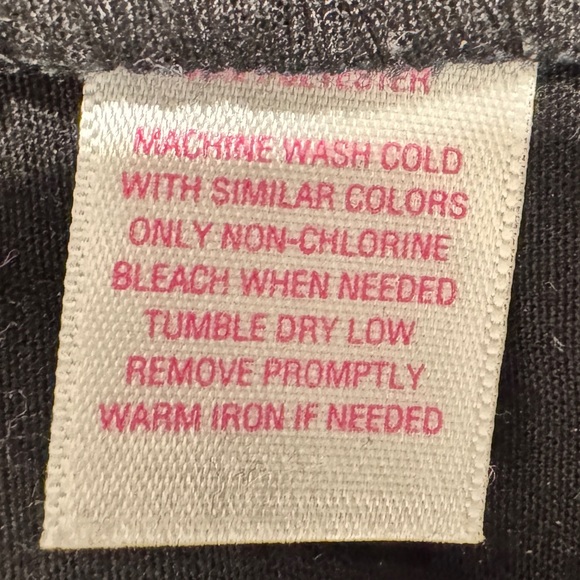 MACHINE WASH COLD
WITH SIMILAR COLORS
ONLY NON-CHLORINE
BLEACH WHEN NEEDED
TUMBLE DRY LOW
REMOVE PROMPTLY
WARM IRON IF NEEDED